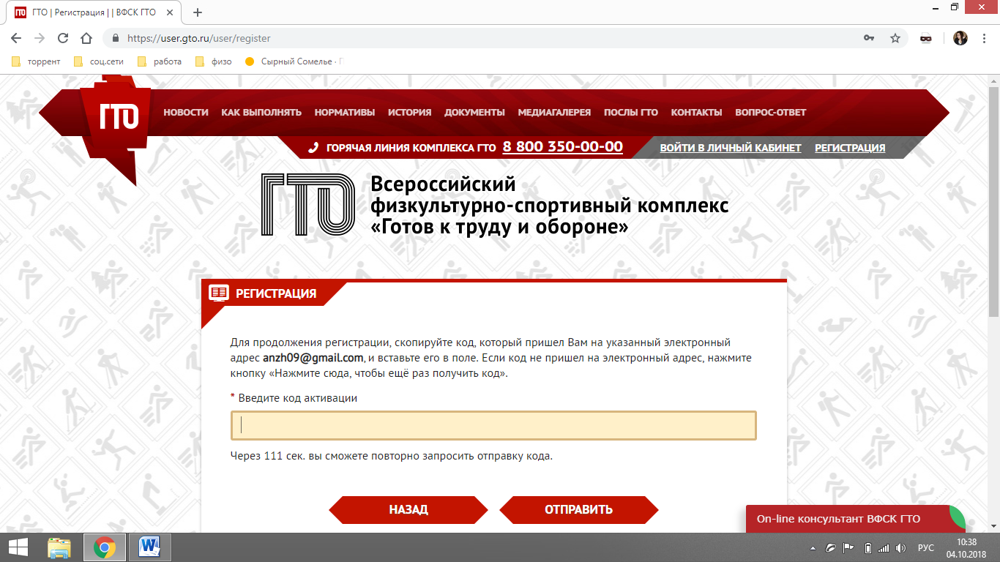 ГТО | Регистрация | | ВФСК ГТО
https://user.gto.ru/user/register
торрент соц.сети работа физо Сырный Сомелье ·
ГТО
НОВОСТИ КАК ВЫПОЛНЯТЬ НОРМАТИВЫ ИСТОРИЯ ДОКУМЕНТЫ МЕДИАГАЛЕРЕЯ ПОСЛЫ ГТО КОНТАКТЫ ВОПРОС-ОТВЕТ
ГОРЯЧАЯ ЛИНИЯ КОМПЛЕКСА ГТО 8 800 350-00-00 ВОЙТИ В ЛИЧНЫЙ КАБИНЕТ РЕГИСТРАЦИЯ
ГТО
Всероссийский
физкультурно-спортивный комплекс
«Готов к труду и обороне»
РЕГИСТРАЦИЯ
Для продолжения регистрации, скопируйте код, который пришел Вам на указанный электронный
адрес anzh09@gmail.com, и вставьте его в поле. Если код не пришел на электронный адрес, нажмите
кнопку «Нажмите сюда, чтобы ещё раз получить код».
* Введите код активации
Через 111 сек. вы сможете повторно запросить отправку кода.
НАЗАД ОТПРАВИТЬ
On-line консультант ВФСК ГТО
РУС
10:38
04.10.2018